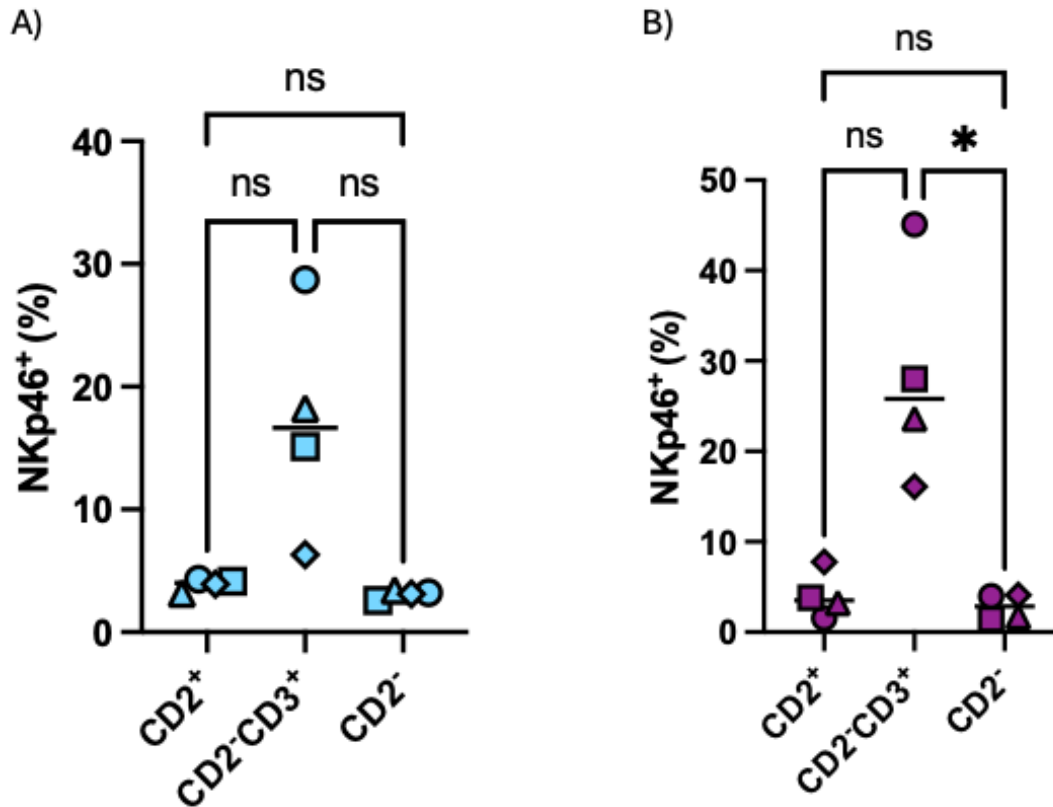 A)
ns
ns
ns
40
30
20
10
0
NKp46⁺ (%)
CD2⁺
CD2⁻CD3⁺
CD2⁻
B)
ns
ns
*
50
40
30
20
10
0
NKp46⁺ (%)
CD2⁺
CD2⁻CD3⁺
CD2⁻